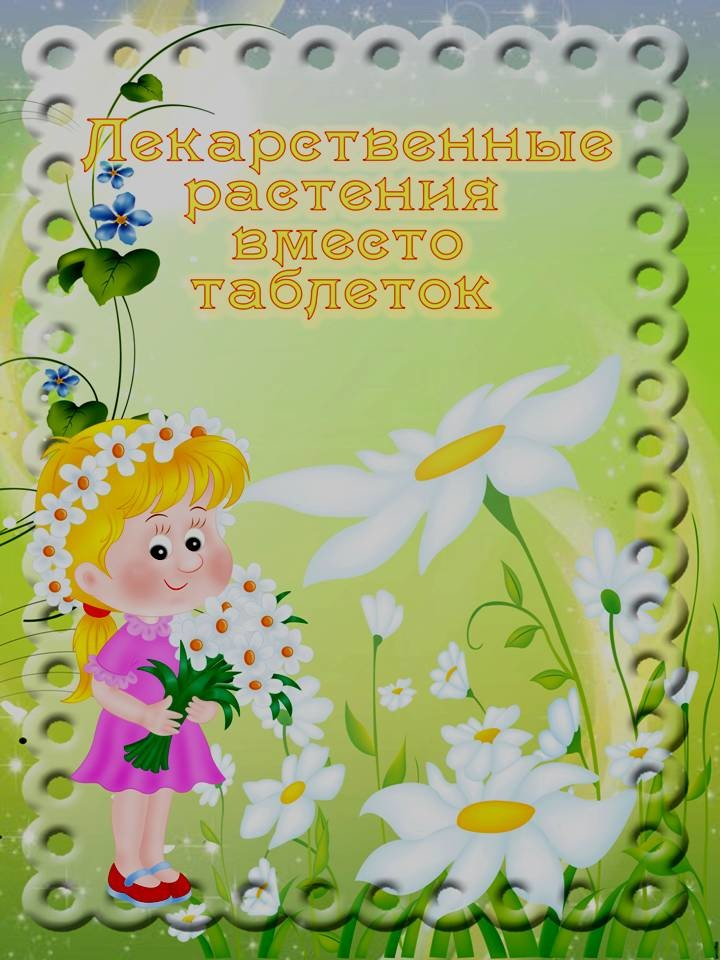 Лекарственные
растения
вместо
таблеток